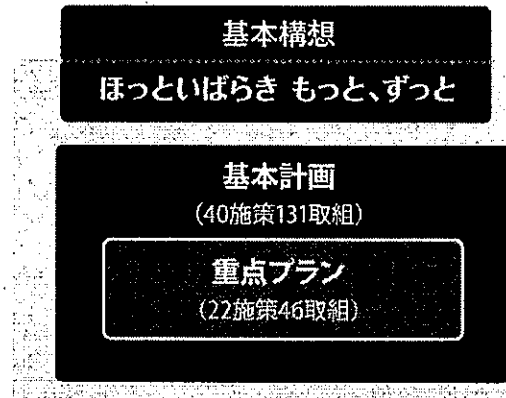 基本構想
ほっといばらき もっと、ずっと
基本計画
(40施策131取組)
重点プラン
(22施策46取組)